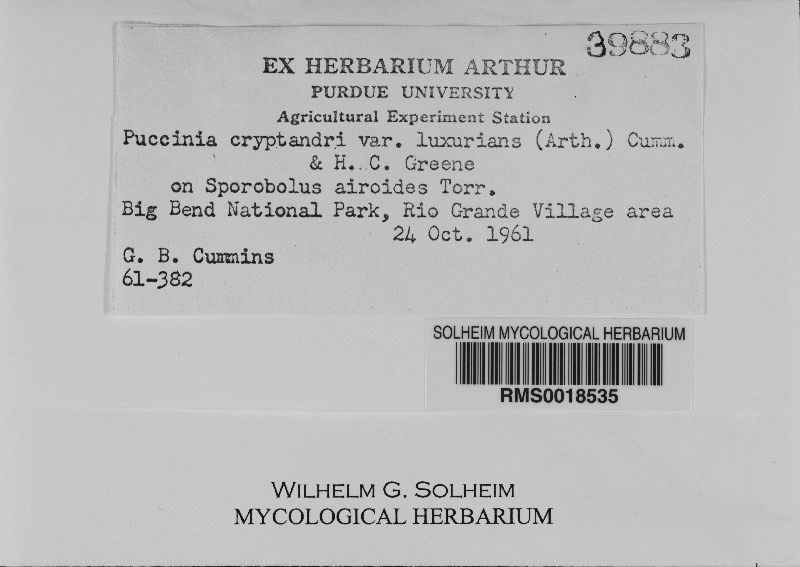 39883
EX HERBARIUM ARTHUR
PURDUE UNIVERSITY
Agricultural Experiment Station
Puccinia cryptandri var. luxurians (Arth.) Cumm.
& H. C. Greene
on Sporobolus airoides Torr.
Big Bend National Park, Rio Grande Village area
24 Oct. 1961
G. B. Cummins
61-382
SOLHEIM MYCOLOGICAL HERBARIUM
RMS0018535
WILHELM G. SOLHEIM
MYCOLOGICAL HERBARIUM